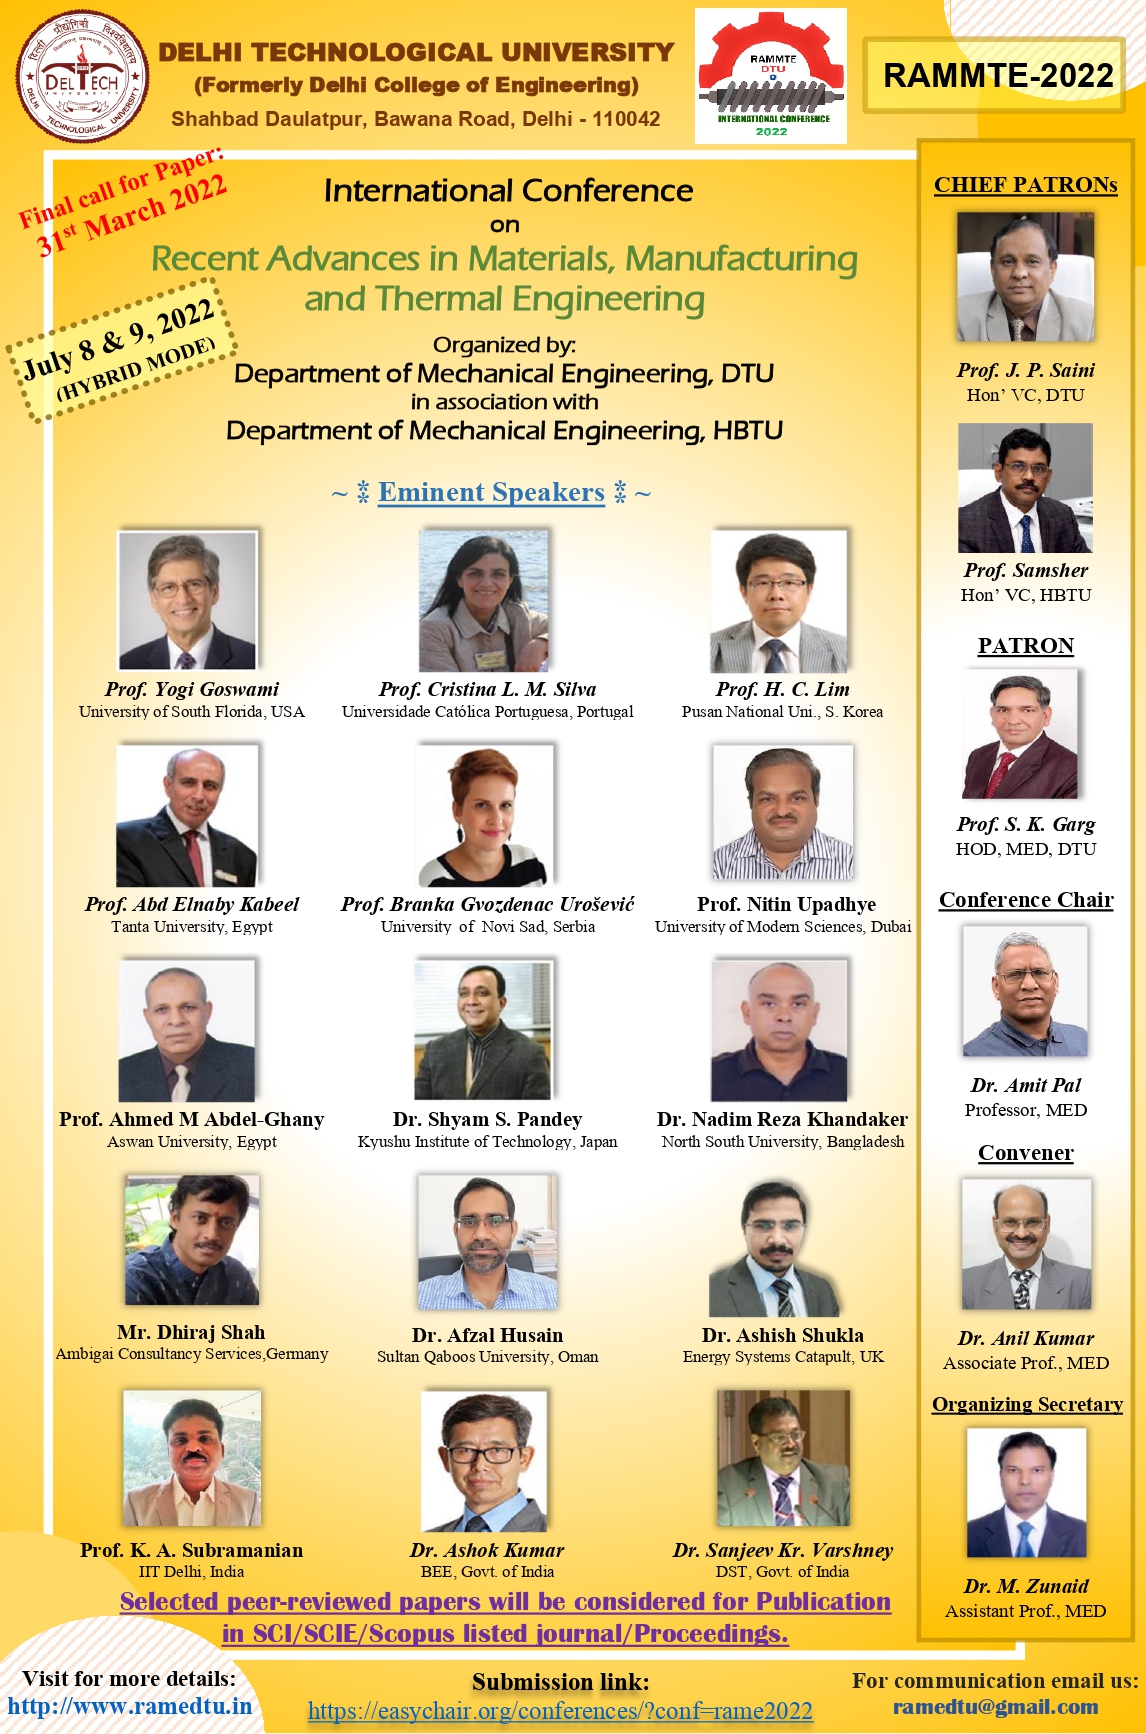 दिल्ली प्रौद्योगिकी विश्वविद्यालय
DELTECH
UNIVERSITY
DELHI TECHNOLOGICAL UNIVERSITY
DELHI TECHNOLOGICAL UNIVERSITY
(Formerly Delhi College of Engineering)
Shahbad Daulatpur, Bawana Road, Delhi - 110042
RAMMTE
DTU
INTERNATIONAL CONFERENCE
2022
RAMMTE-2022
Final call for Paper:
31st March 2022
International Conference
on
Recent Advances in Materials, Manufacturing
and Thermal Engineering
July 8 & 9, 2022
(HYBRID MODE)
Organized by:
Department of Mechanical Engineering, DTU
in association with
Department of Mechanical Engineering, HBTU
~ ⁑ Eminent Speakers ⁑ ~
Prof. Yogi Goswami
University of South Florida, USA
Prof. Cristina L. M. Silva
Universidade Católica Portuguesa, Portugal
Prof. H. C. Lim
Pusan National Uni., S. Korea
Prof. Abd Elnaby Kabeel
Tanta University, Egypt
Prof. Branka Gvozdenac Urošević
University of Novi Sad, Serbia
Prof. Nitin Upadhye
University of Modern Sciences, Dubai
Prof. Ahmed M Abdel-Ghany
Aswan University, Egypt
Dr. Shyam S. Pandey
Kyushu Institute of Technology, Japan
Dr. Nadim Reza Khandaker
North South University, Bangladesh
Mr. Dhiraj Shah
Ambigai Consultancy Services,Germany
Dr. Afzal Husain
Sultan Qaboos University, Oman
Dr. Ashish Shukla
Energy Systems Catapult, UK
Prof. K. A. Subramanian
IIT Delhi, India
Dr. Ashok Kumar
BEE, Govt. of India
Dr. Sanjeev Kr. Varshney
DST, Govt. of India
Selected peer-reviewed papers will be considered for Publication
in SCI/SCIE/Scopus listed journal/Proceedings.
CHIEF PATRONs
Prof. J. P. Saini
Hon’ VC, DTU
Prof. Samsher
Hon’ VC, HBTU
PATRON
Prof. S. K. Garg
HOD, MED, DTU
Conference Chair
Dr. Amit Pal
Professor, MED
Convener
Dr. Anil Kumar
Associate Prof., MED
Organizing Secretary
Dr. M. Zunaid
Assistant Prof., MED
Visit for more details:
http://www.ramedtu.in
Submission link:
https://easychair.org/conferences/?conf=rame2022
For communication email us:
ramedtu@gmail.com